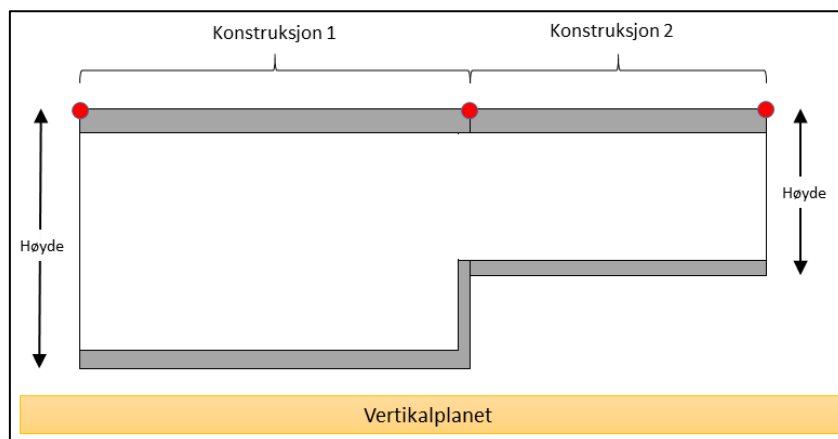 Konstruksjon 1
Konstruksjon 2
Høyde
Høyde
Vertikalplanet